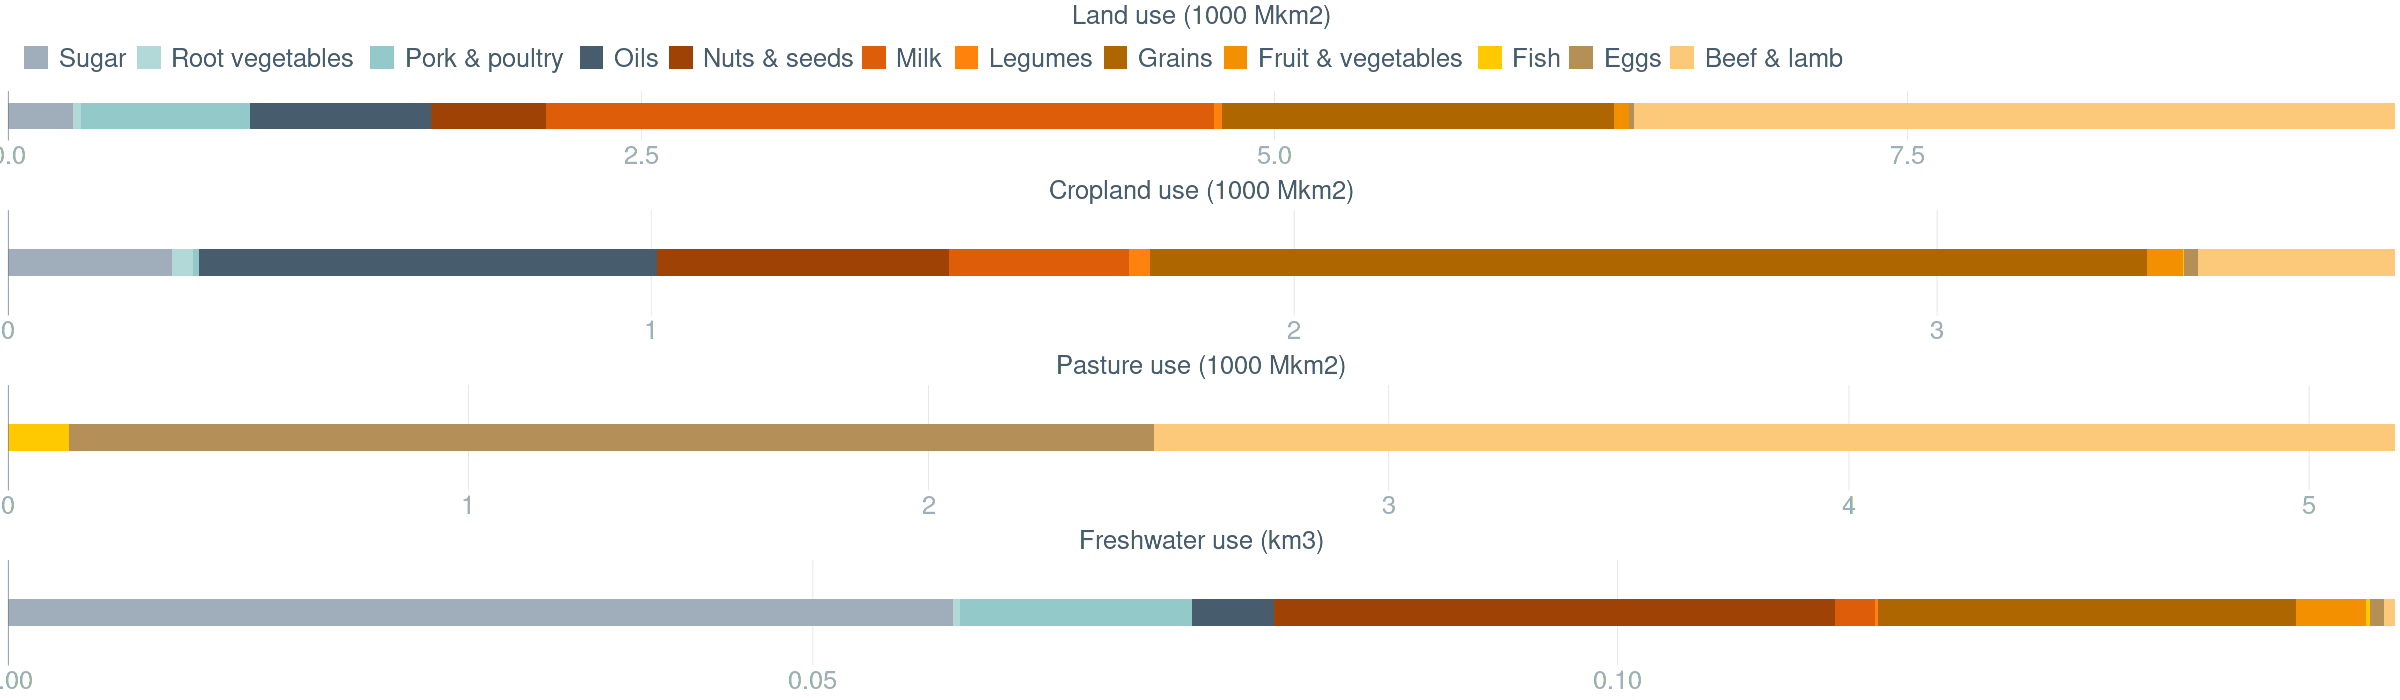 Land use (1000 Mkm2)
Sugar Root vegetables Pork & poultry Oils Nuts & seeds Milk Legumes Grains Fruit & vegetables Fish Eggs Beef & lamb
0.0 2.5 5.0 7.5
Cropland use (1000 Mkm2)
0 1 2 3
Pasture use (1000 Mkm2)
0 1 2 3 4 5
Freshwater use (km3)
.00 0.05 0.10